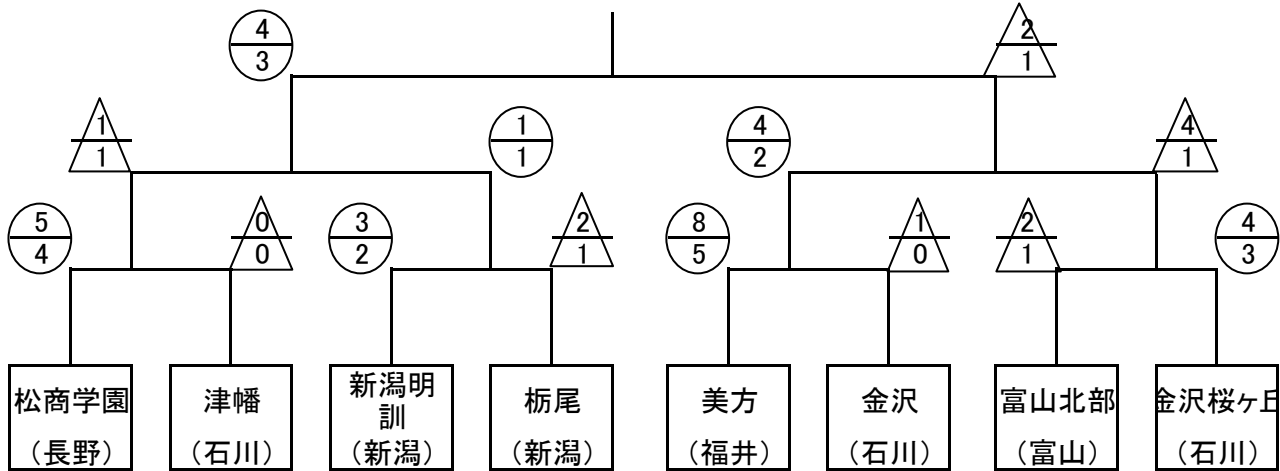 4
3
2
1
1
1
1
1
4
2
4
1
5
4
0
0
3
2
2
1
8
5
1
0
2
1
4
3
松商学園
（長野）
津幡
（石川）
新潟明
訓
（新潟）
栃尾
（新潟）
美方
（福井）
金沢
（石川）
富山北部
（富山）
金沢桜ヶ丘
（石川）